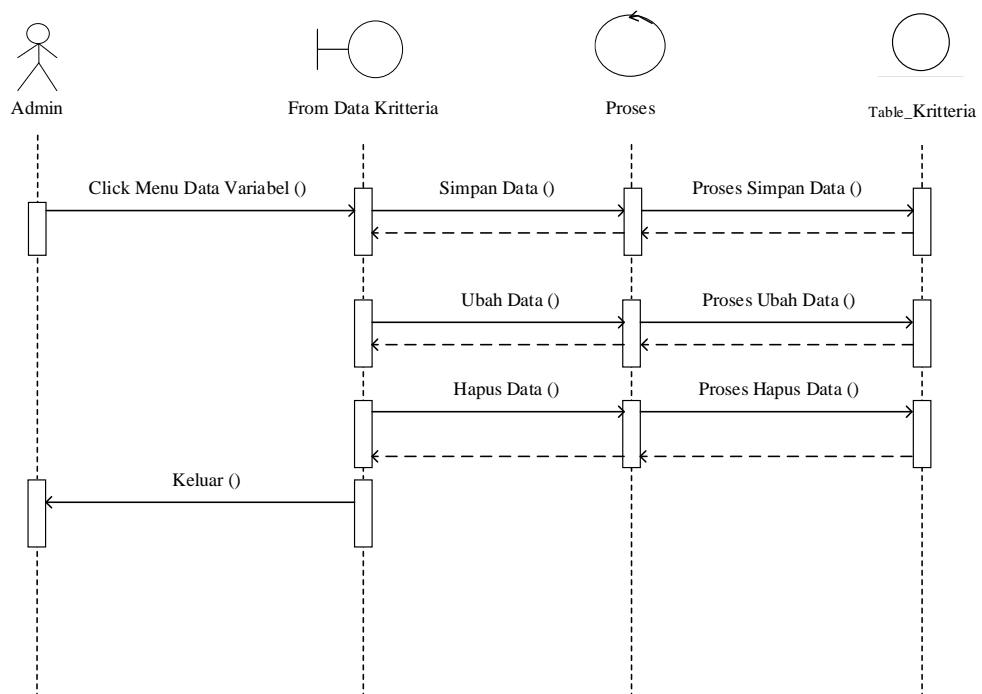 Admin
From Data Kritteria
Proses
Table_Kritteria
Click Menu Data Variabel ()
Simpan Data ()
Proses Simpan Data ()
Ubah Data ()
Proses Ubah Data ()
Hapus Data ()
Proses Hapus Data ()
Keluar ()